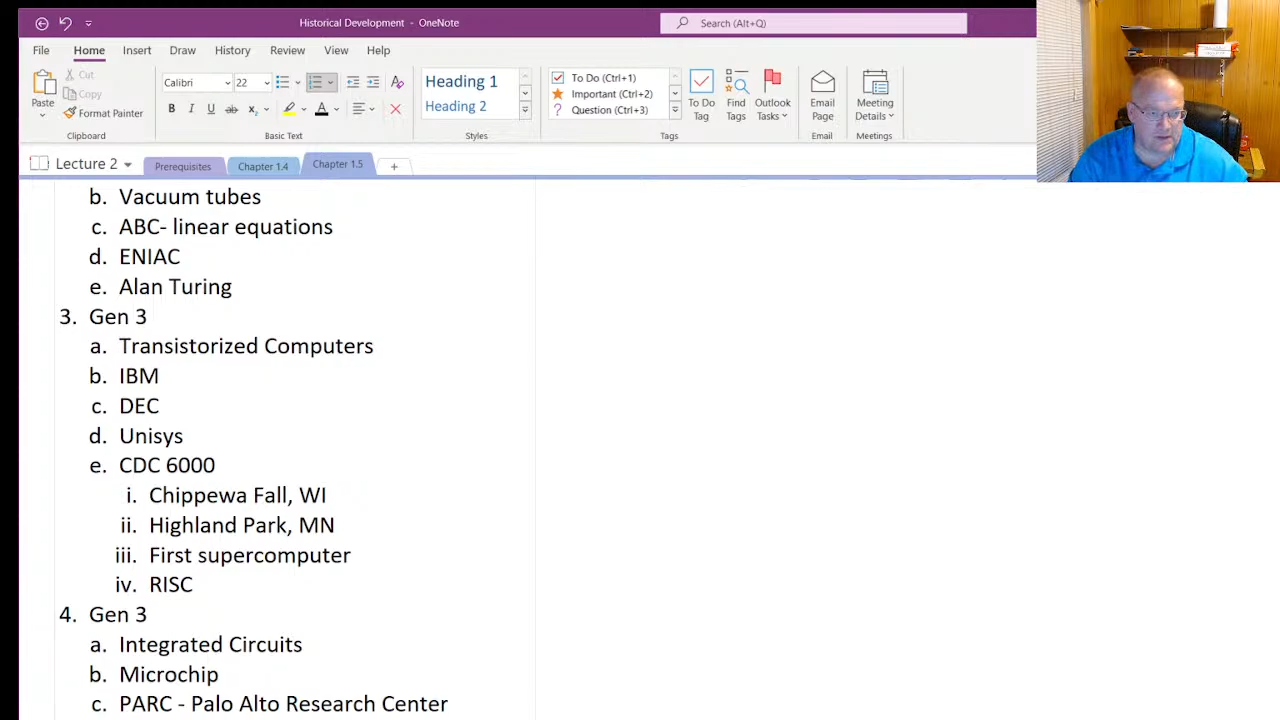 Historical Development - OneNote
Search (Alt+Q)
File Home Insert Draw History Review View Help
Paste
Cut
Copy
Format Painter
Clipboard
Calibri 22
B I U ab x₂ A
Basic Text
Heading 1
Heading 2
Styles
To Do (Ctrl+1)
Important (Ctrl+2)
? Question (Ctrl+3)
To Do Tag
Find Tags
Outlook Tasks
Tags
Email Page
Email
Meeting Details
Meetings
Lecture 2 Prerequisites Chapter 1.4 Chapter 1.5 +
b. Vacuum tubes
c. ABC- linear equations
d. ENIAC
e. Alan Turing
3. Gen 3
a. Transistorized Computers
b. IBM
c. DEC
d. Unisys
e. CDC 6000
i. Chippewa Fall, WI
ii. Highland Park, MN
iii. First supercomputer
iv. RISC
4. Gen 3
a. Integrated Circuits
b. Microchip
c. PARC - Palo Alto Research Center